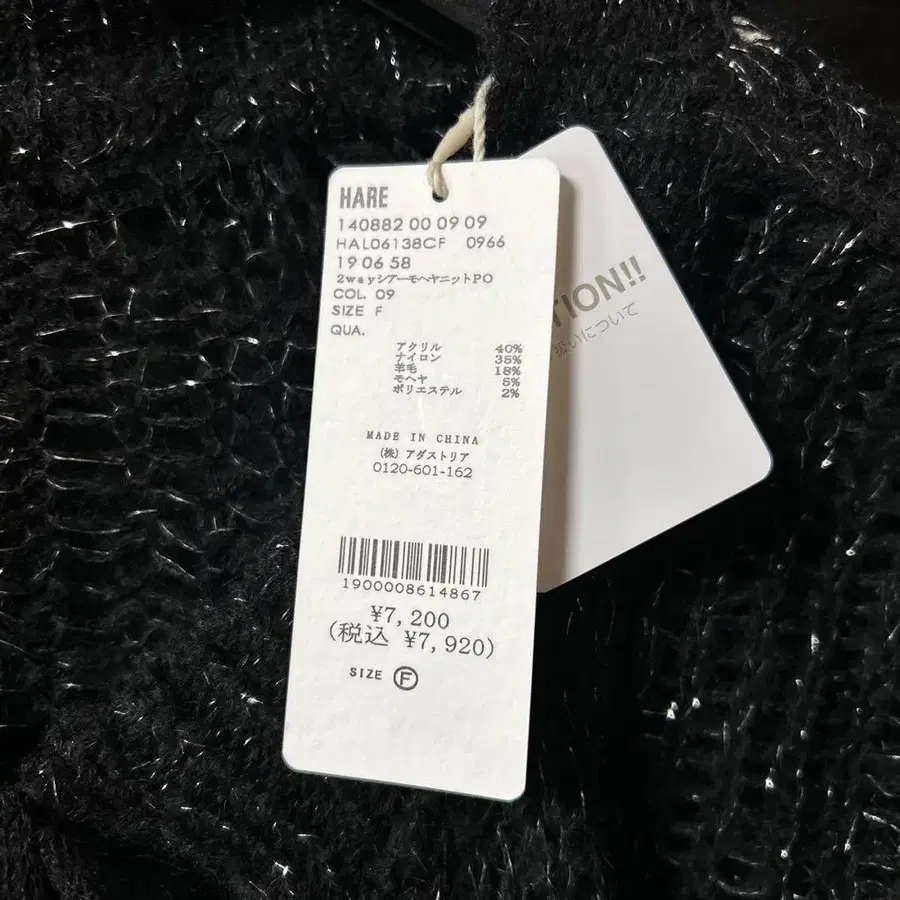 HARE
140882 00 09 09
HAL06138CF 0966
19 06 58
2wayシアーモヘヤニットPO
COL. 09
SIZE F
QUA.
アクリル 40%
ナイロン 35%
羊毛 18%
モヘヤ 5%
ポリエステル 2%
MADE IN CHINA
(株) アダストリア
0120-601-162
1900008614867
¥7,200
(税込 ¥7,920)
SIZE F
TION!!
扱いについて